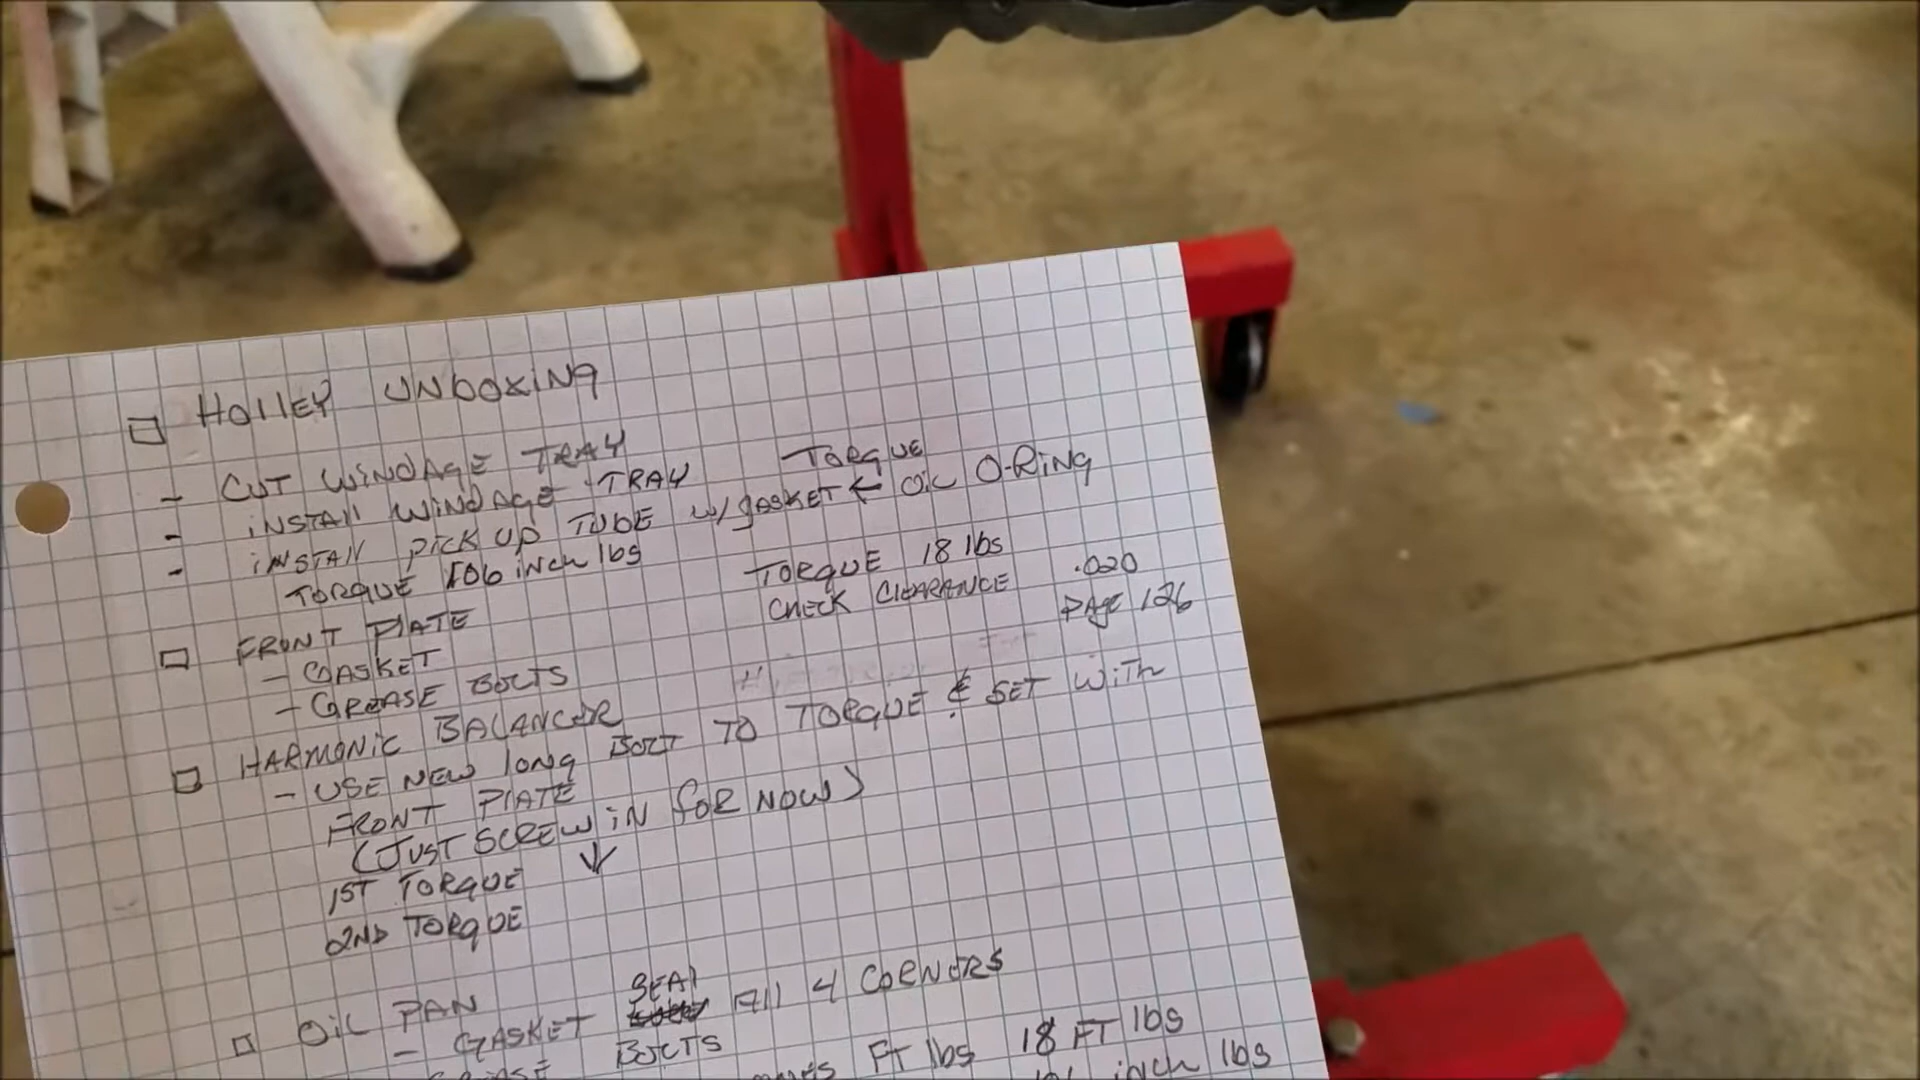 □ HOLLEY UNBOXING
- CUT WINDAGE TRAY
- INSTALL WINDAGE TRAY TORQUE
- INSTALL PICK UP TUBE W/GASKET ← OIL O-RING
TORQUE 106 INCH lbs TORQUE 18 lbs
CHECK CLEARANCE .020
PAGE 126
□ FRONT PLATE
- GASKET
- GREASE BOLTS
□ HARMONIC BALANCER
- USE NEW LONG BOLT TO TORQUE & SET WITH
FRONT PLATE
(JUST SCREW IN FOR NOW)
1ST TORQUE ↓
2ND TORQUE
□ OIL PAN
- GASKET SEAL All 4 CORNERS
BOLTS
FT lbs 18 FT lbs
INCH lbs